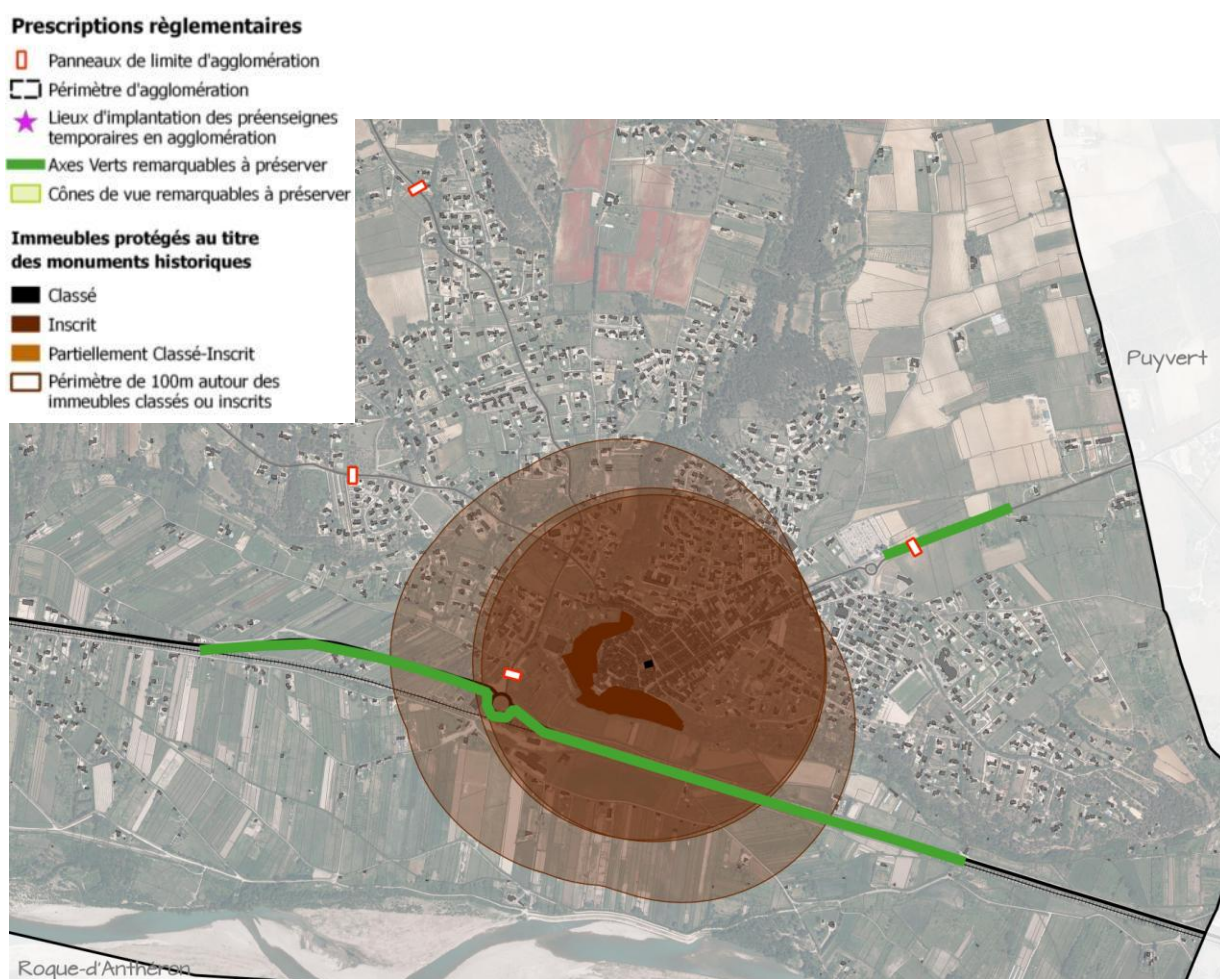 Prescriptions règlementaires
Panneaux de limite d'agglomération
Périmètre d'agglomération
Lieux d'implantation des préenseignes
temporaires en agglomération
Axes Verts remarquables à préserver
Cônes de vue remarquables à préserver
Immeubles protégés au titre
des monuments historiques
Classé
Inscrit
Partiellement Classé-Inscrit
Périmètre de 100m autour des
immeubles classés ou inscrits
Puyvert
Roque-d'Anthéron